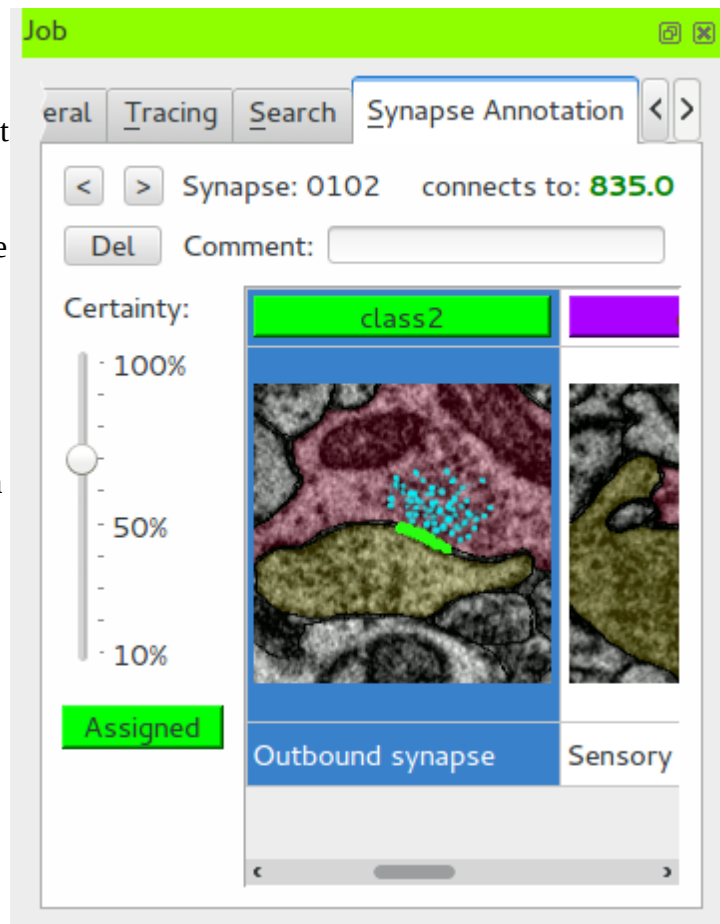 Job
eral Tracing Search Synapse Annotation < >
t
< > Synapse: 0102 connects to: 835.0
e
Del Comment:
Certainty:
class2
100%
50%
10%
Assigned
Outbound synapse Sensory